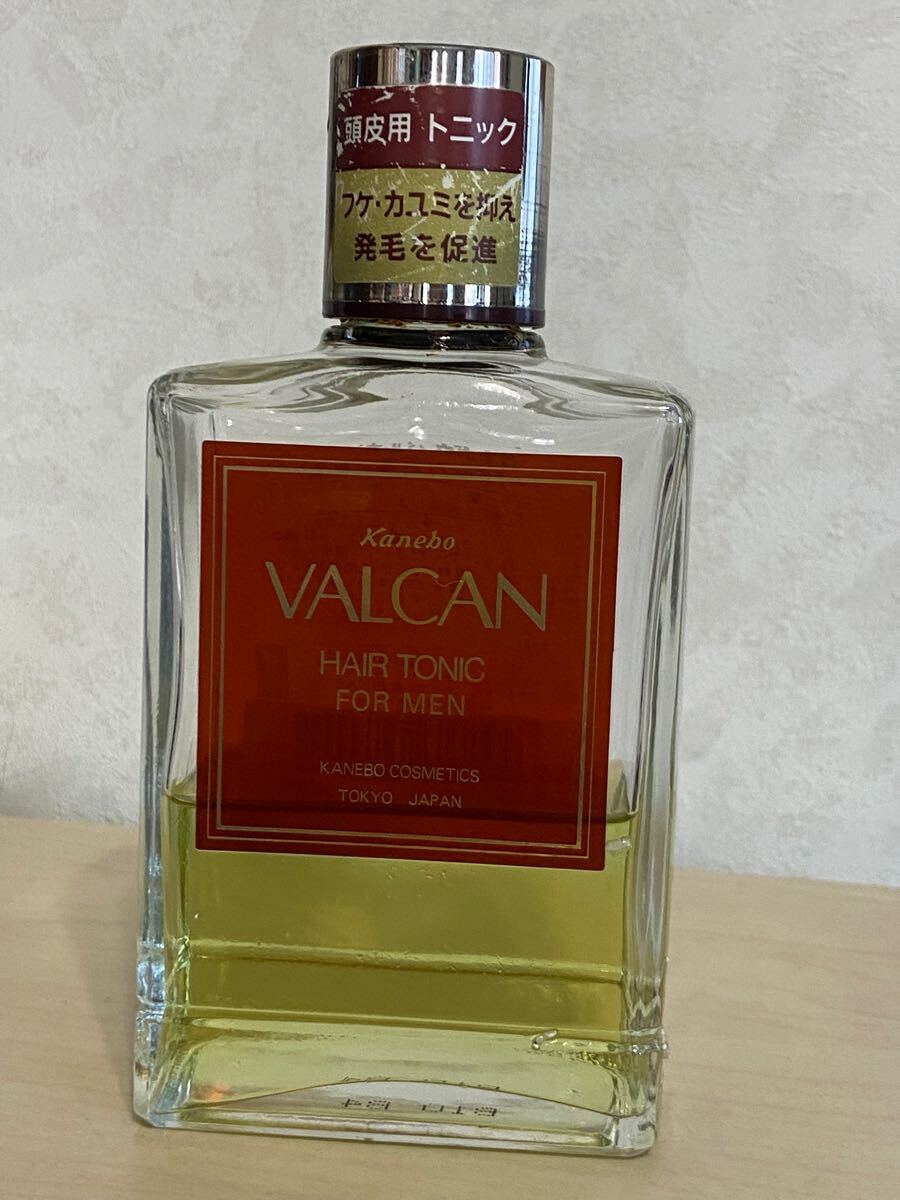 頭皮用 トニック
フケ・カユミを抑え
発毛を促進
Kanebo
VALCAN
HAIR TONIC
FOR MEN
KANEBO COSMETICS
TOKYO JAPAN